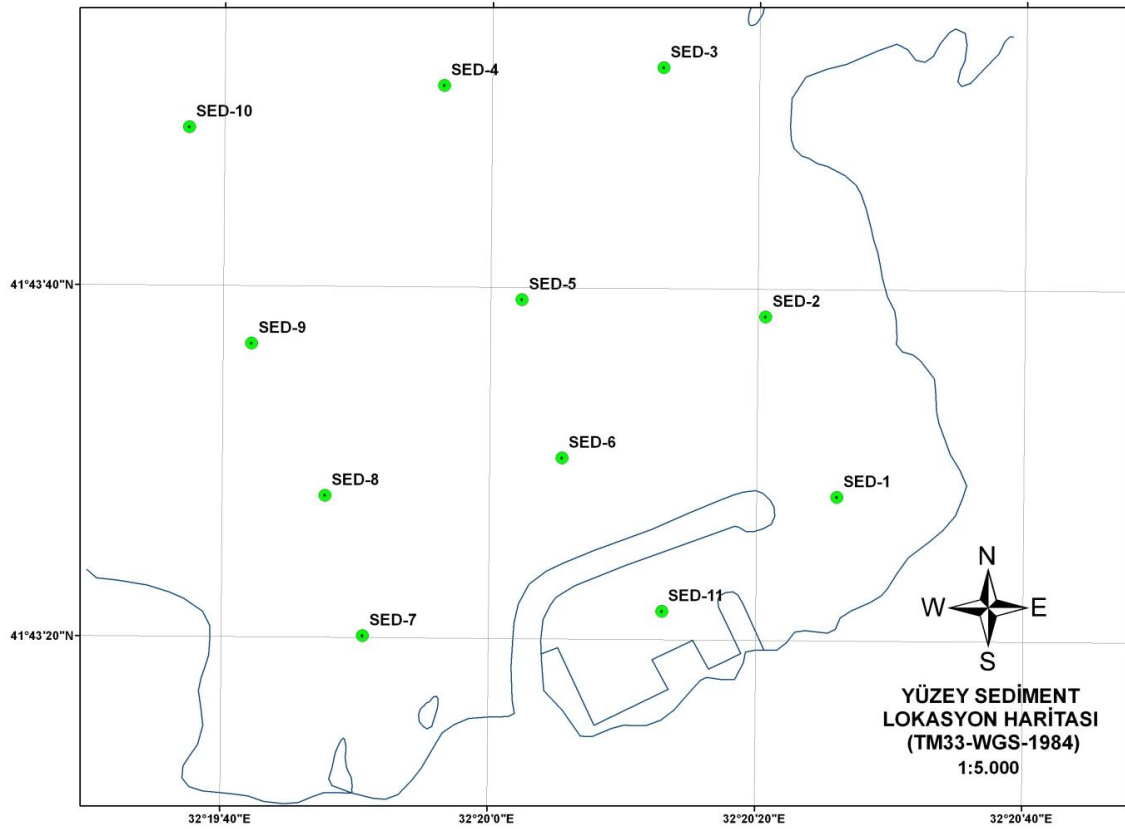 SED-3
SED-4
SED-10
41°43'40"N
SED-5
SED-2
SED-9
SED-6
SED-8
SED-1
N
W
E
S
SED-11
41°43'20"N
SED-7
YÜZEY SEDİMENT
LOKASYON HARİTASI
(TM33-WGS-1984)
1:5.000
32°19'40"E
32°20'0"E
32°20'20"E
32°20'40"E